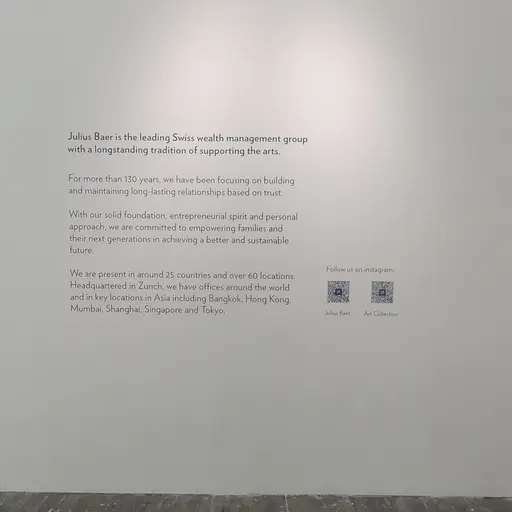 Julius Baer is the leading Swiss wealth management group
with a longstanding tradition of supporting the arts.
For more than 130 years, we have been focusing on building
and maintaining long-lasting relationships based on trust.
With our solid foundation, entrepreneurial spirit and personal
approach, we are committed to empowering families and
their next generations in achieving a better and sustainable
future.
We are present in around 25 countries and over 60 locations.
Headquartered in Zurich, we have offices around the world
and in key locations in Asia including Bangkok, Hong Kong,
Mumbai, Shanghai, Singapore and Tokyo.
Follow us on instagram:
Julius Baer
Art Collection